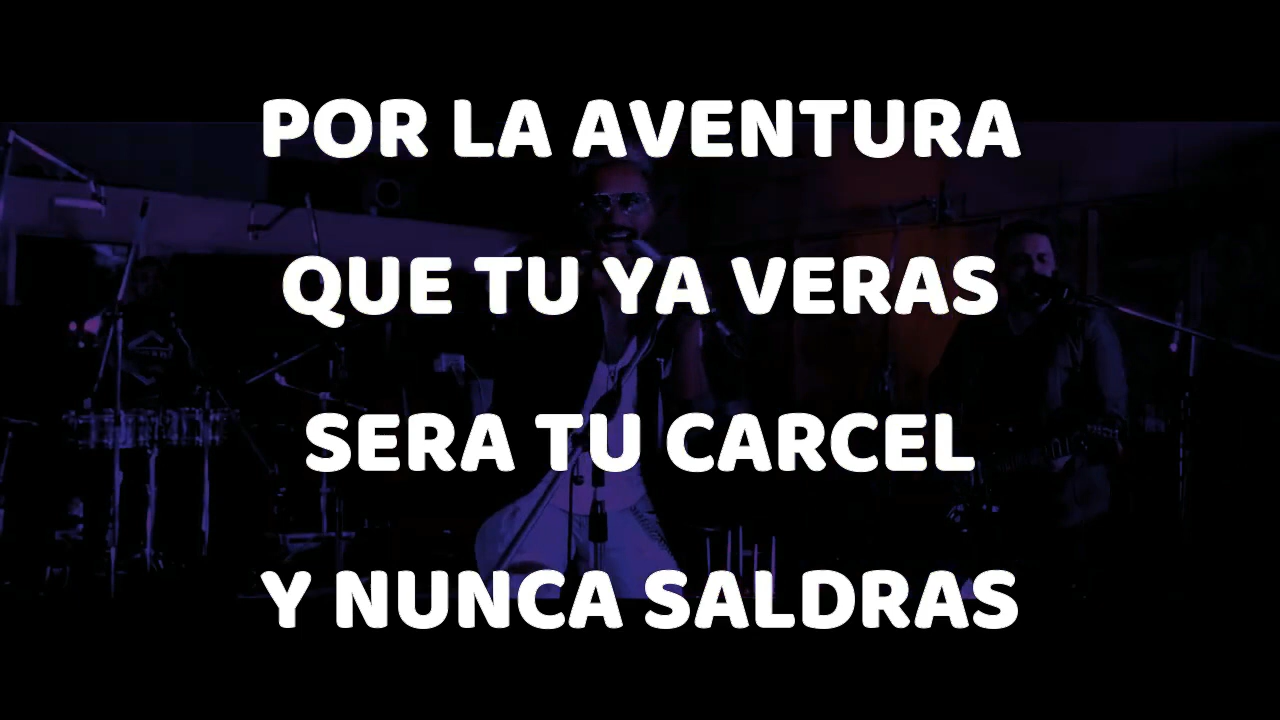 POR LA AVENTURA
QUE TU YA VERAS
SERA TU CARCEL
Y NUNCA SALDRAS